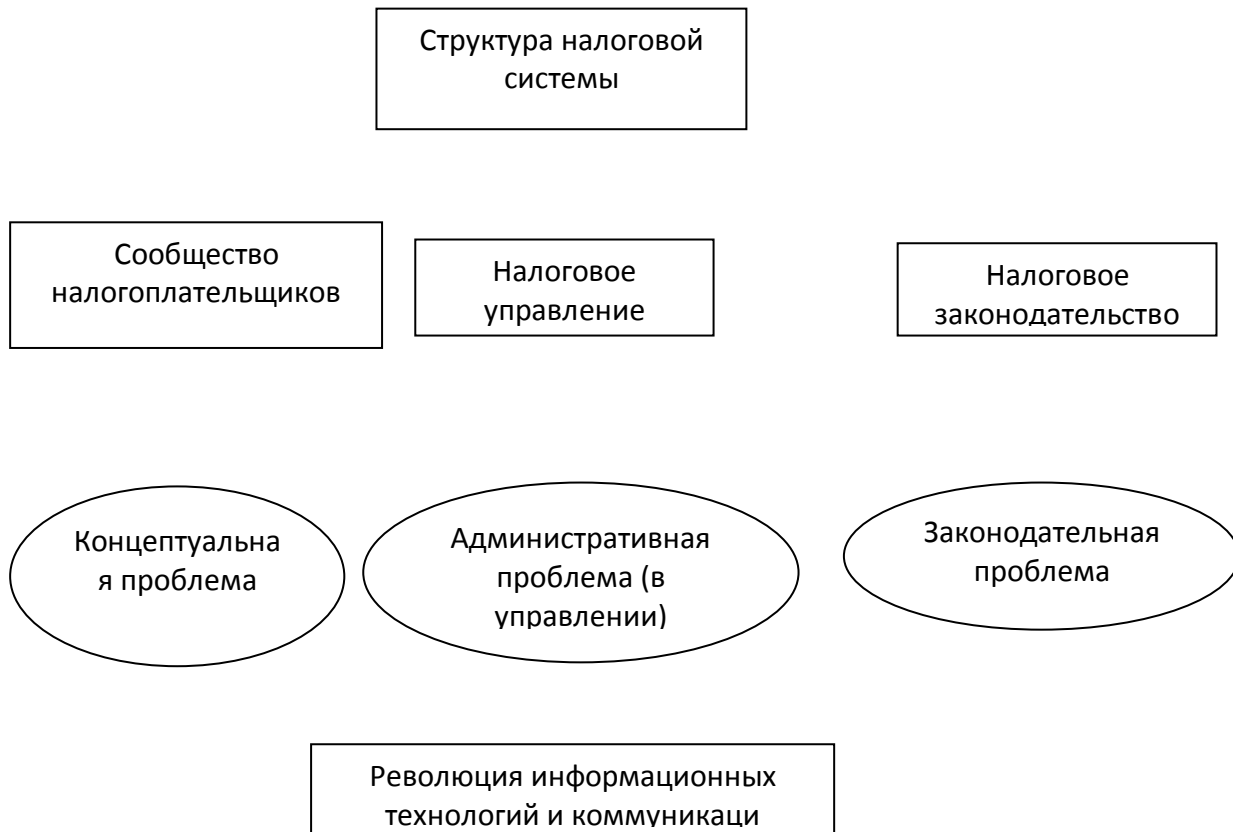 Структура налоговой
системы
Сообщество
налогоплательщиков
Налоговое
управление
Налоговое
законодательство
Концептуальна
я проблема
Административная
проблема (в
управлении)
Законодательная
проблема
Революция информационных
технологий и коммуникаци